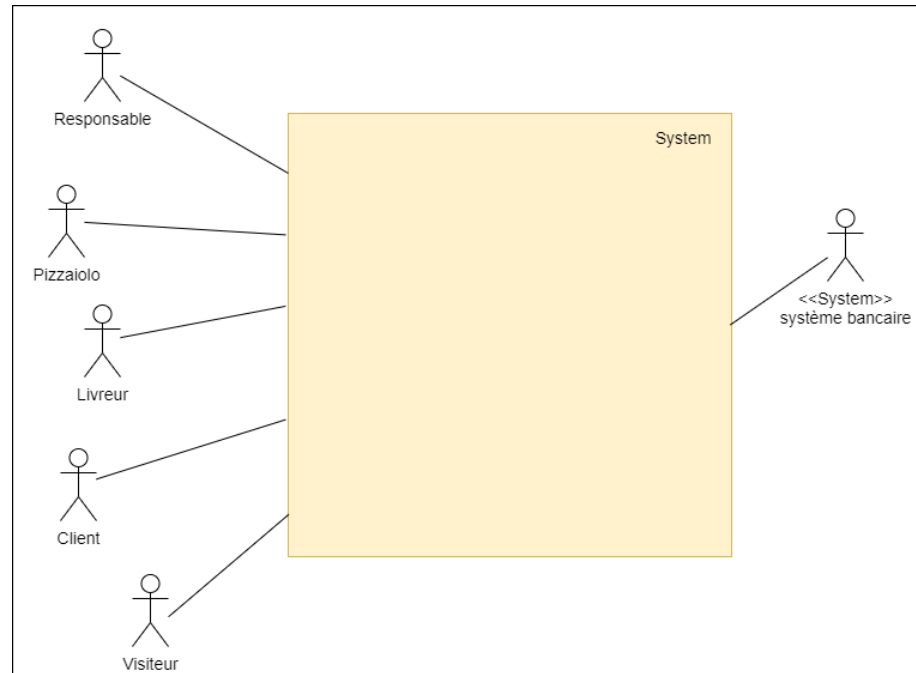 Responsable
System
Pizzaiolo
<<System>>
système bancaire
Livreur
Client
Visiteur